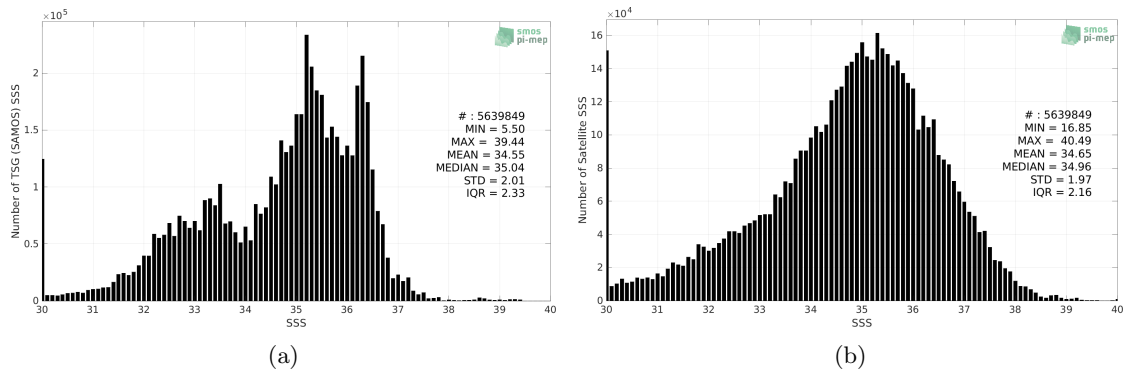 ×10⁵
smos
pi-mep
Number of TSG (SAMOS) SSS
2
1.5
1
0.5
0
# : 5639849
MIN = 5.50
MAX = 39.44
MEAN = 34.55
MEDIAN = 35.04
STD = 2.01
IQR = 2.33
30 31 32 33 34 35 36 37 38 39 40
SSS
(a)
×10⁴
smos
pi-mep
Number of Satellite SSS
16
14
12
10
8
6
4
2
0
# : 5639849
MIN = 16.85
MAX = 40.49
MEAN = 34.65
MEDIAN = 34.96
STD = 1.97
IQR = 2.16
30 31 32 33 34 35 36 37 38 39 40
SSS
(b)